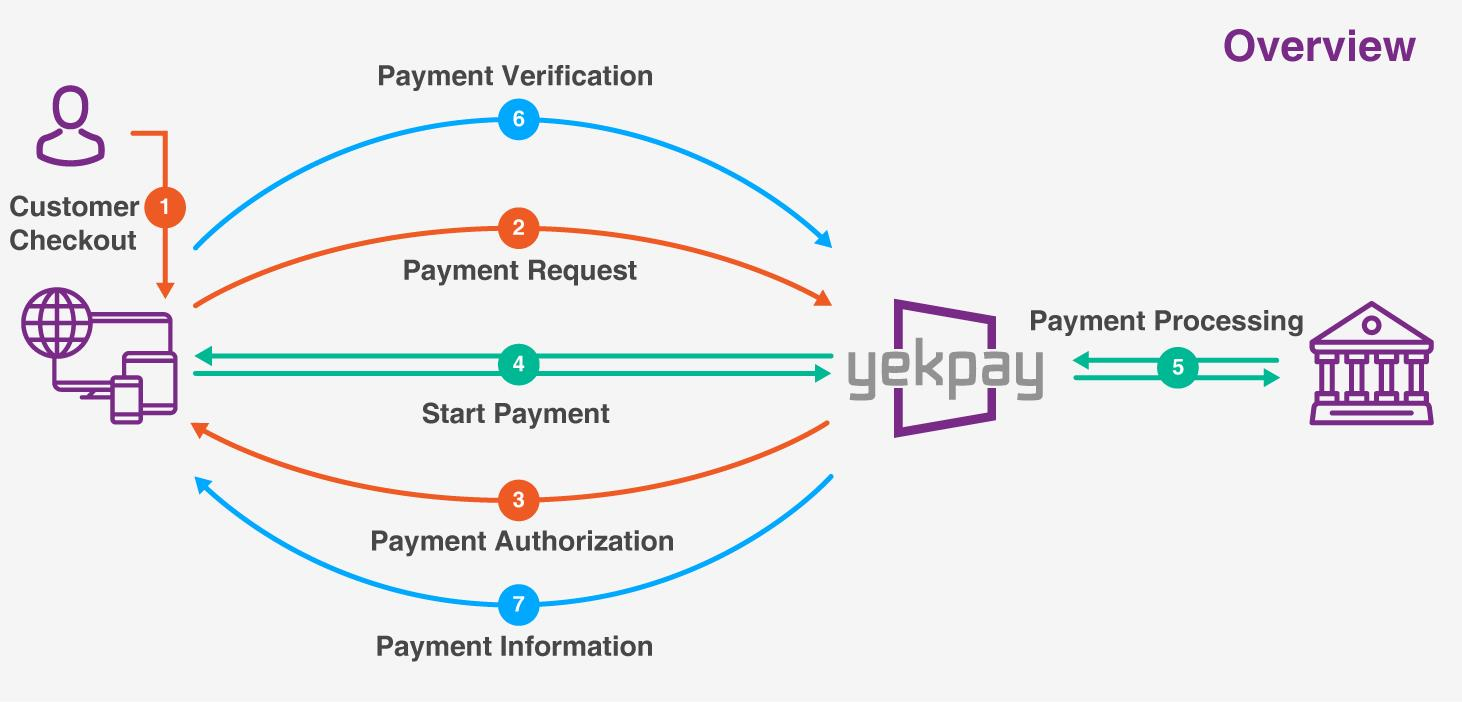 Overview
Payment Verification
6
Customer
Checkout
1
2
Payment Request
4
Start Payment
yekpay
Payment Processing
5
3
Payment Authorization
7
Payment Information